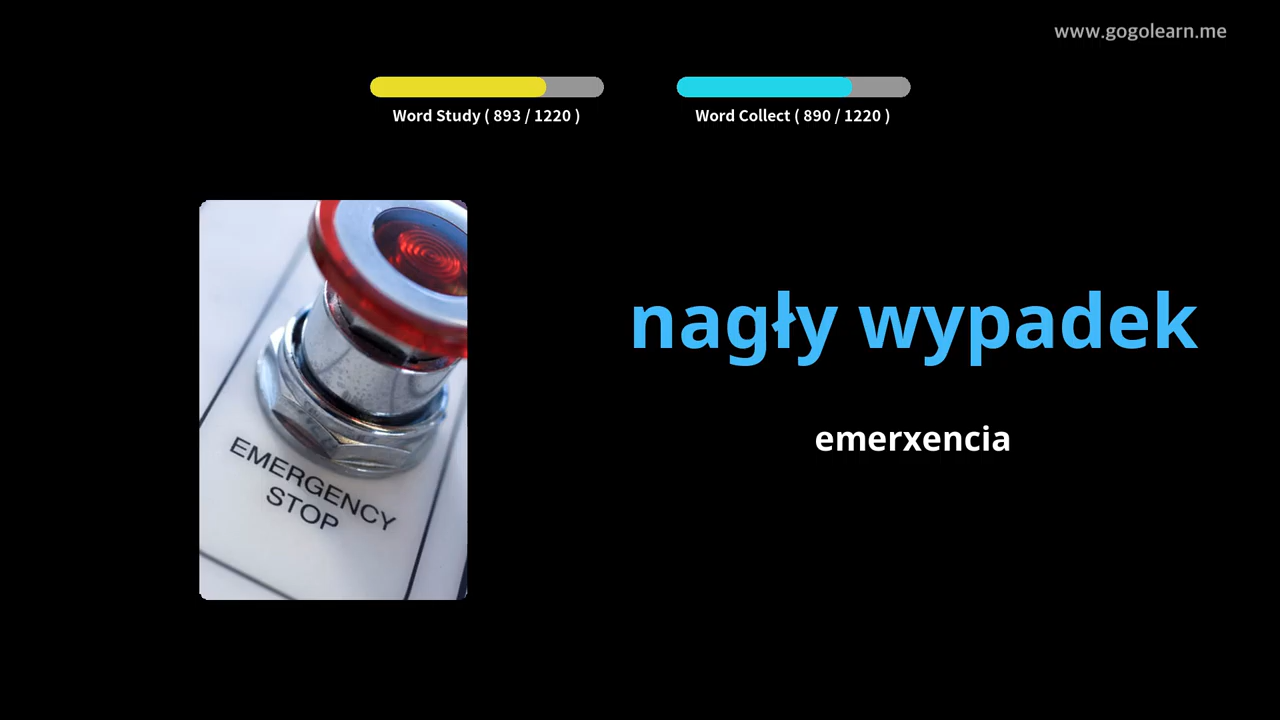 www.gogolearn.me
Word Study ( 893 / 1220 )
Word Collect ( 890 / 1220 )
nagły wypadek
emerxencia
EMERGENCY
STOP